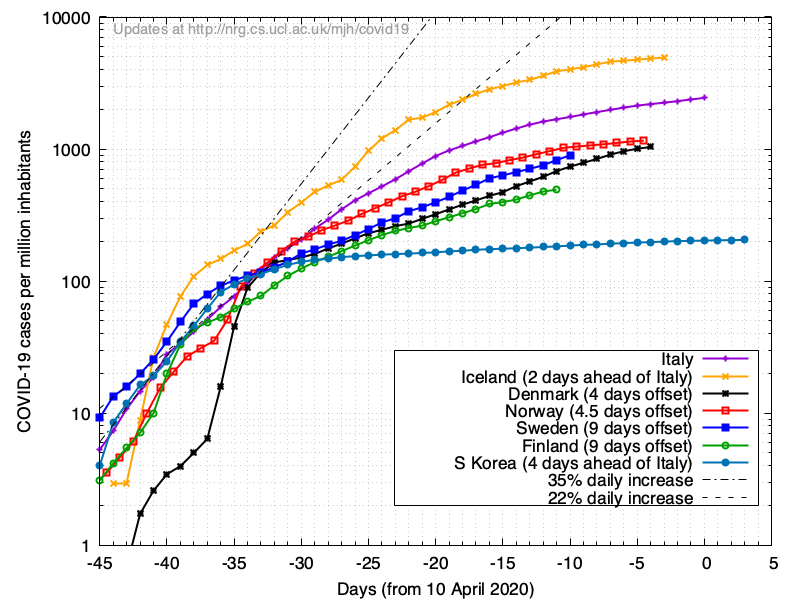 Updates at http://nrg.cs.ucl.ac.uk/mjh/covid19
COVID-19 cases per million inhabitants
10000
1000
100
10
1
Italy
Iceland (2 days ahead of Italy)
Denmark (4 days offset)
Norway (4.5 days offset)
Sweden (9 days offset)
Finland (9 days offset)
S Korea (4 days ahead of Italy)
35% daily increase
22% daily increase
-45 -40 -35 -30 -25 -20 -15 -10 -5 0 5
Days (from 10 April 2020)